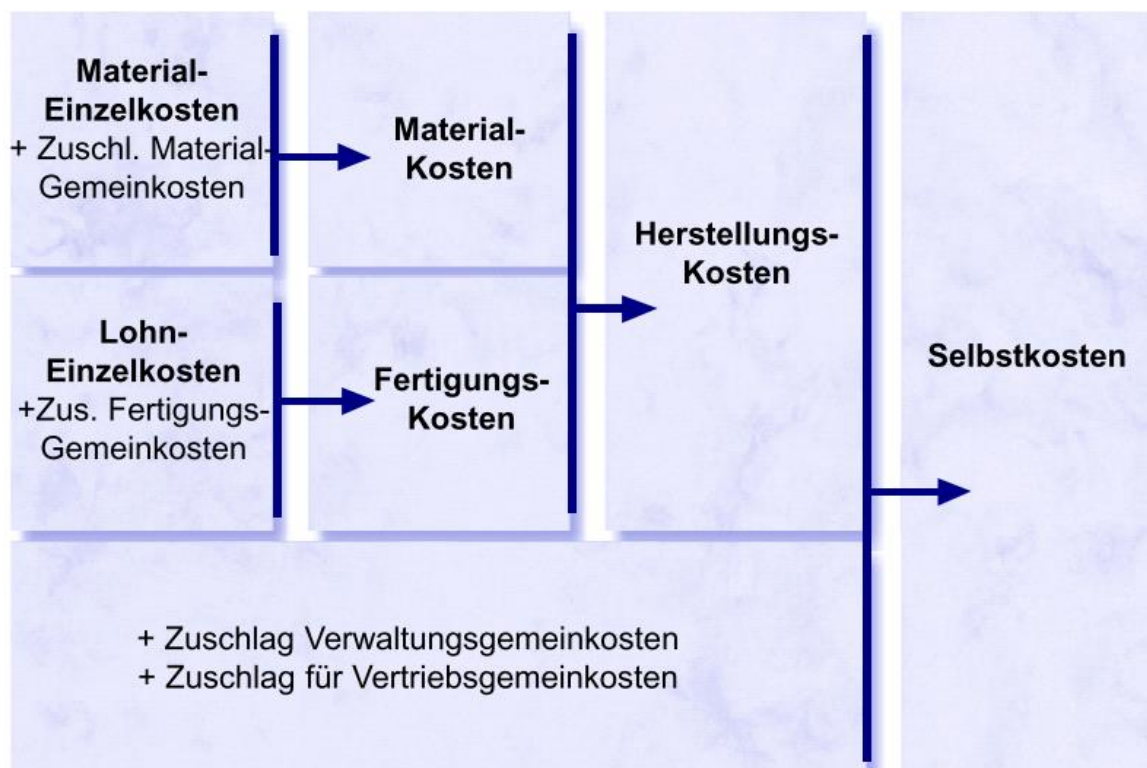 Material-
Einzelkosten
+ Zuschl. Material-
Gemeinkosten
Material-
Kosten
Lohn-
Einzelkosten
+Zus. Fertigungs-
Gemeinkosten
Fertigungs-
Kosten
Herstellungs-
Kosten
Selbstkosten
+ Zuschlag Verwaltungsgemeinkosten
+ Zuschlag für Vertriebsgemeinkosten